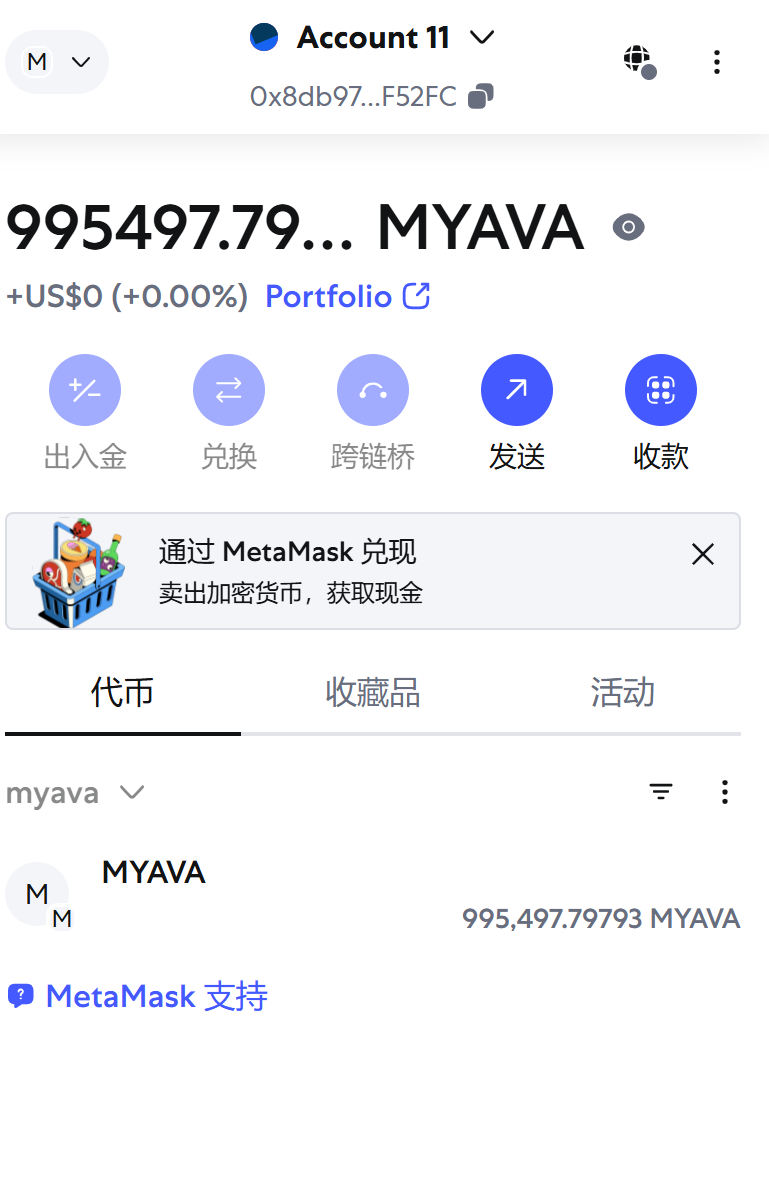 M
Account 11
0x8db97...F52FC
995497.79... MYAVA
+US$0 (+0.00%) Portfolio
出入金 兑换 跨链桥 发送 收款
通过 MetaMask 兑现
卖出加密货币，获取现金
代币 收藏品 活动
myava
MYAVA
M
M
995,497.79793 MYAVA
MetaMask 支持